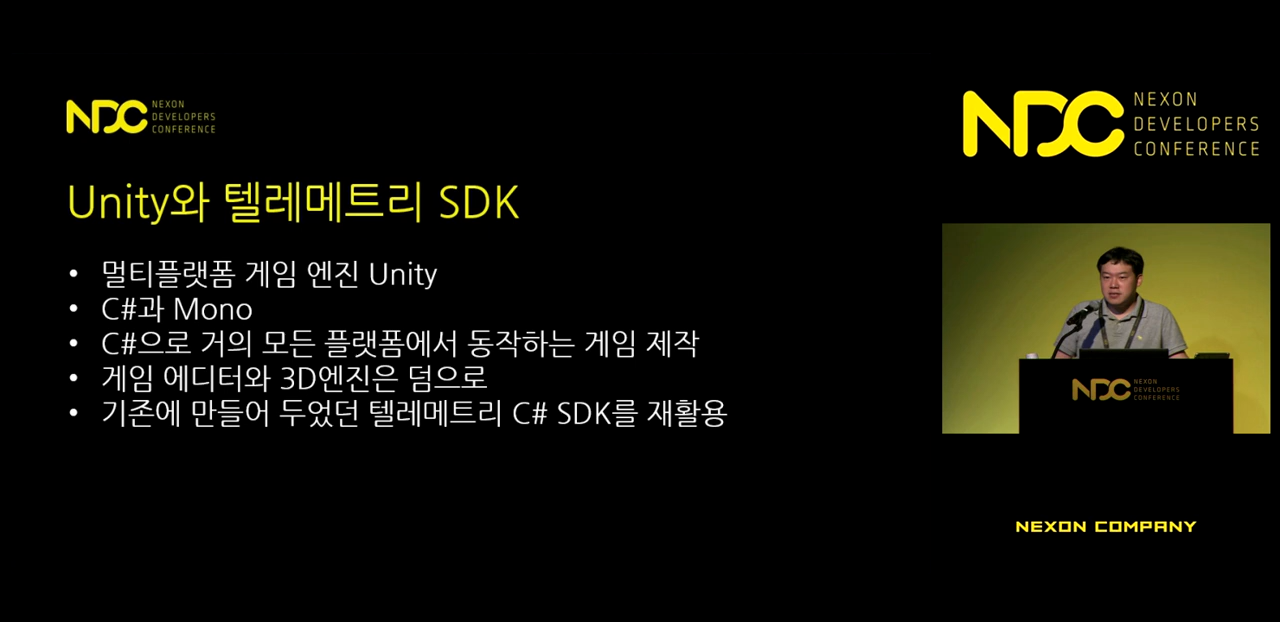 NDC NEXON DEVELOPERS CONFERENCE
Unity와 텔레메트리 SDK
• 멀티플랫폼 게임 엔진 Unity
• C#과 Mono
• C#으로 거의 모든 플랫폼에서 동작하는 게임 제작
• 게임 에디터와 3D엔진은 덤으로
• 기존에 만들어 두었던 텔레메트리 C# SDK를 재활용
NDC NEXON DEVELOPERS CONFERENCE
NDC NEXON DEVELOPERS CONFERENCE
NEXON COMPANY